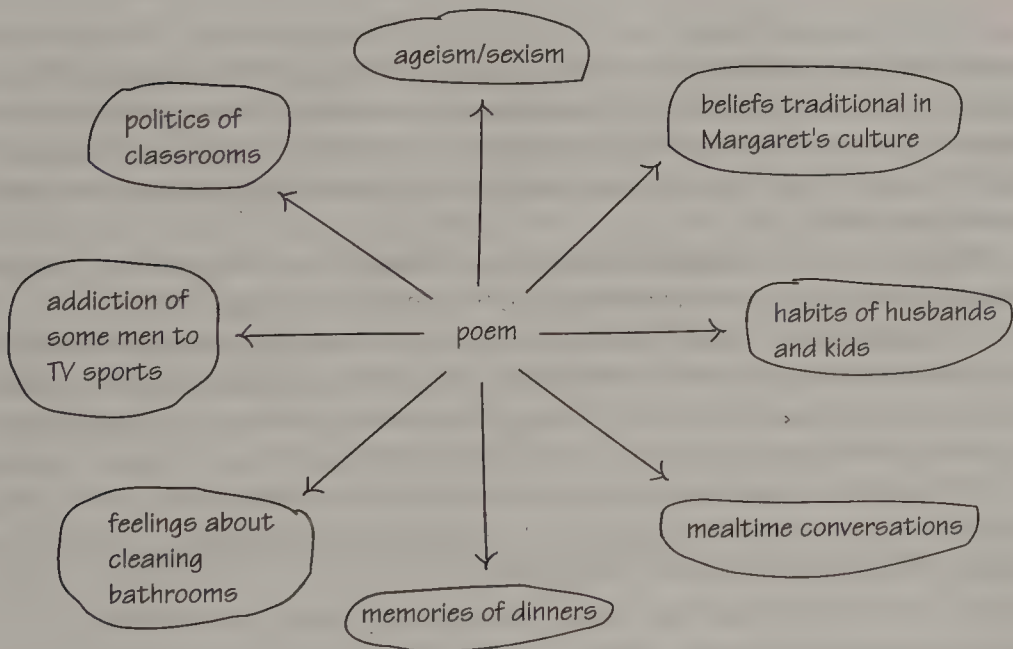 ageism/sexism
politics of
classrooms
beliefs traditional in
Margaret's culture
addiction of
some men to
TV sports
poem
habits of husbands
and kids
feelings about
cleaning
bathrooms
mealtime conversations
memories of dinners